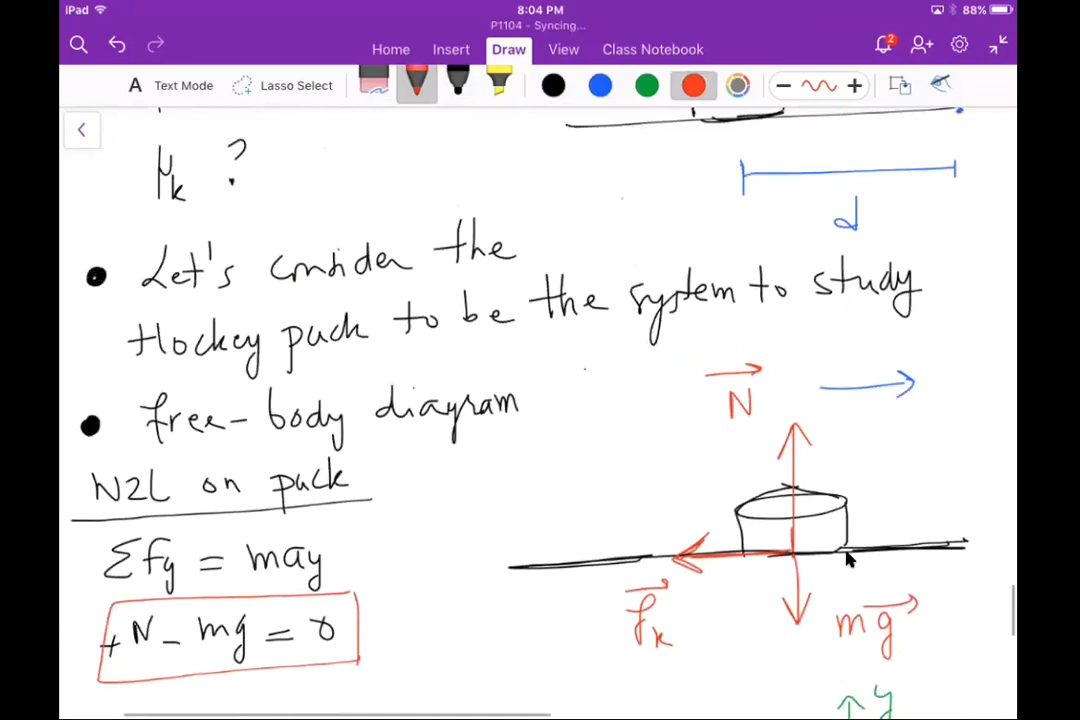 iPad 8:04 PM 88%
P1104 - Syncing...
Home Insert Draw View Class Notebook 2
A Text Mode Lasso Select
μk ?
d
• Let's consider the
Hockey puck to be the system to study
N
• free-body diagram
N2L on puck
Σfy = may
+N - mg = 0
fk
mg
y